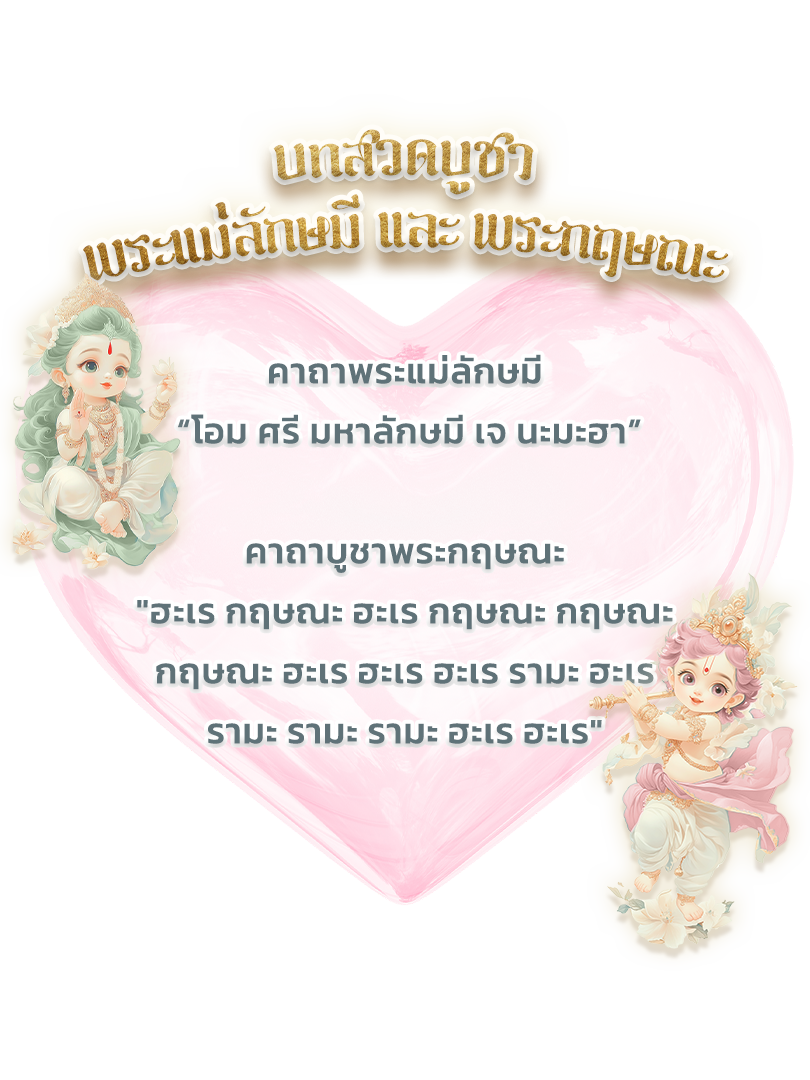 บทสวดบูชา
พระแม่ลักษมี และ พระกฤษณะ
คาถาพระแม่ลักษมี
“โอม ศรี มหาลักษมี เจ นะมะฮา”
คาถาบูชาพระกฤษณะ
"ฮะเร กฤษณะ ฮะเร กฤษณะ กฤษณะ
กฤษณะ ฮะเร ฮะเร ฮะเร รามะ ฮะเร
รามะ รามะ รามะ ฮะเร ฮะเร"